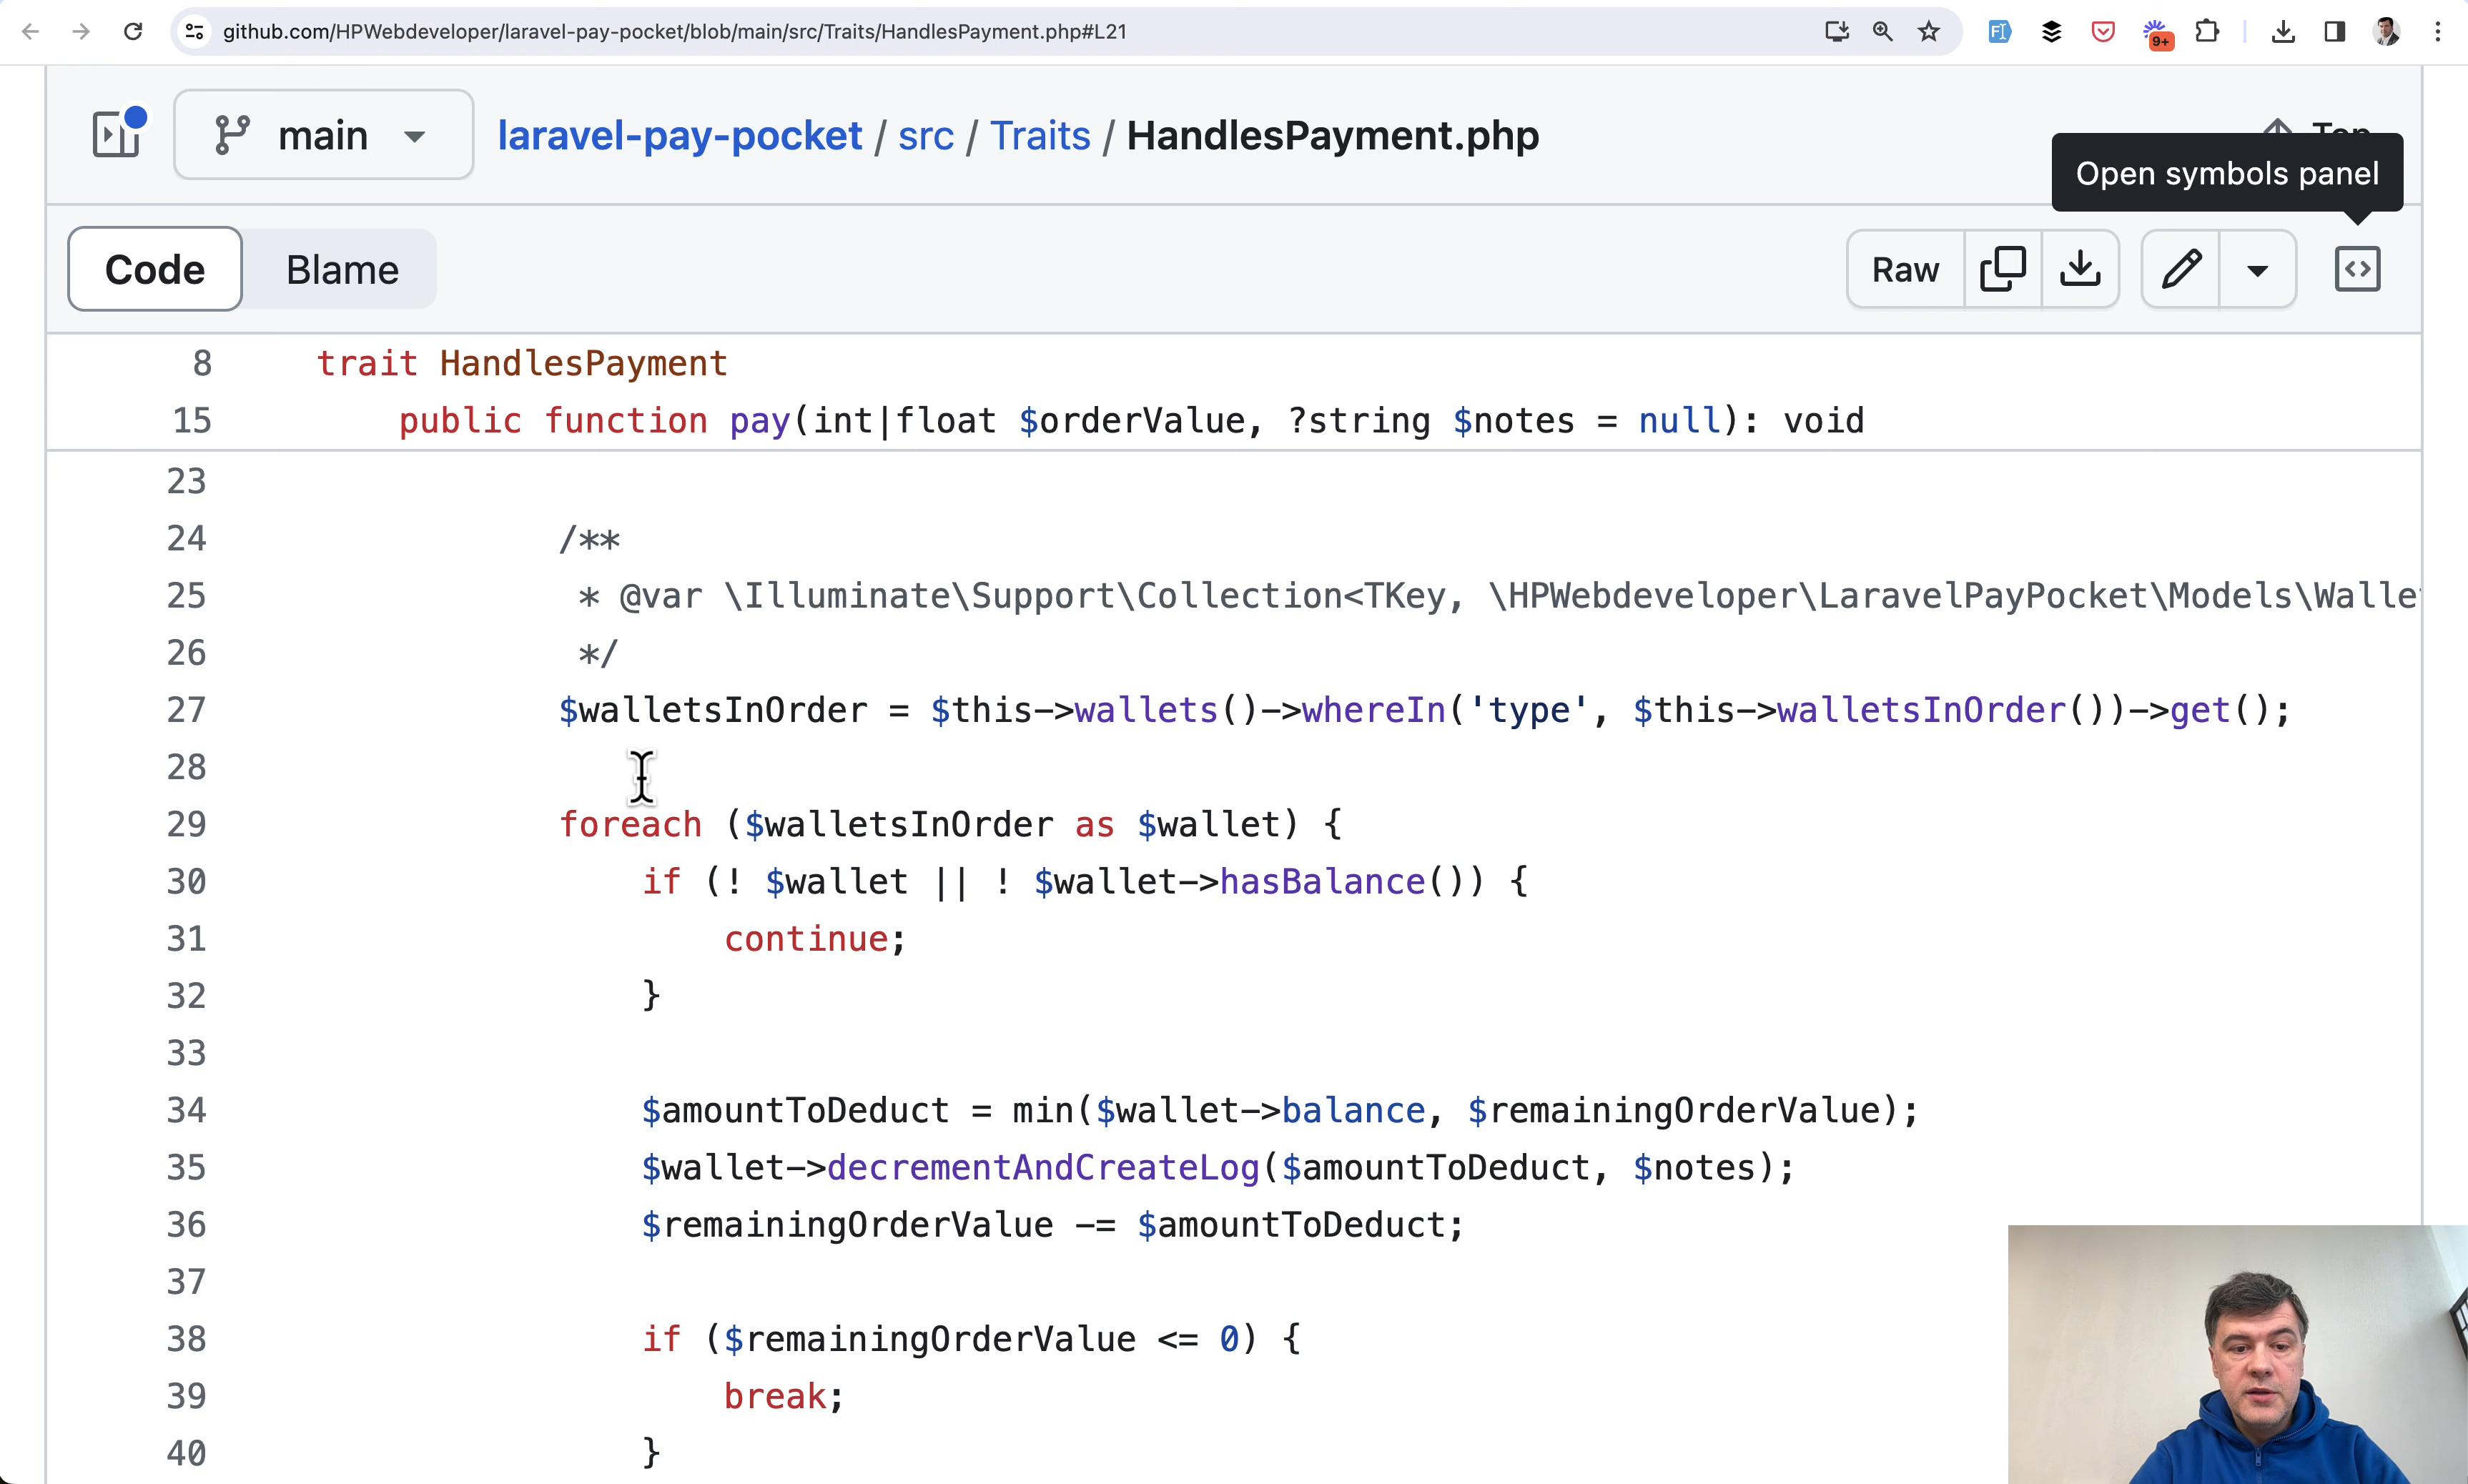 github.com/HPWebdeveloper/laravel-pay-pocket/blob/main/src/Traits/HandlesPayment.php#L21
9+
main
laravel-pay-pocket / src / Traits / HandlesPayment.php
Top
Open symbols panel
Code
Blame
Raw
8 trait HandlesPayment
15 public function pay(int|float $orderValue, ?string $notes = null): void
23
24 /**
25 * @var \Illuminate\Support\Collection<TKey, \HPWebdeveloper\LaravelPayPocket\Models\Walle
26 */
27 $walletsInOrder = $this->wallets()->whereIn('type', $this->walletsInOrder())->get();
28
29 foreach ($walletsInOrder as $wallet) {
30 if (! $wallet || ! $wallet->hasBalance()) {
31 continue;
32 }
33
34 $amountToDeduct = min($wallet->balance, $remainingOrderValue);
35 $wallet->decrementAndCreateLog($amountToDeduct, $notes);
36 $remainingOrderValue -= $amountToDeduct;
37
38 if ($remainingOrderValue <= 0) {
39 break;
40 }